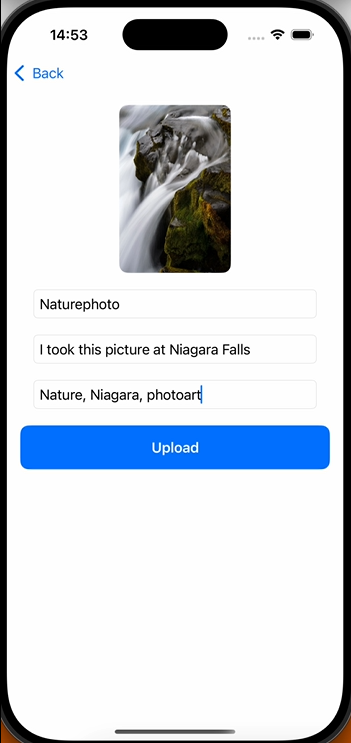 14:53
Back
Naturephoto
I took this picture at Niagara Falls
Nature, Niagara, photoart
Upload